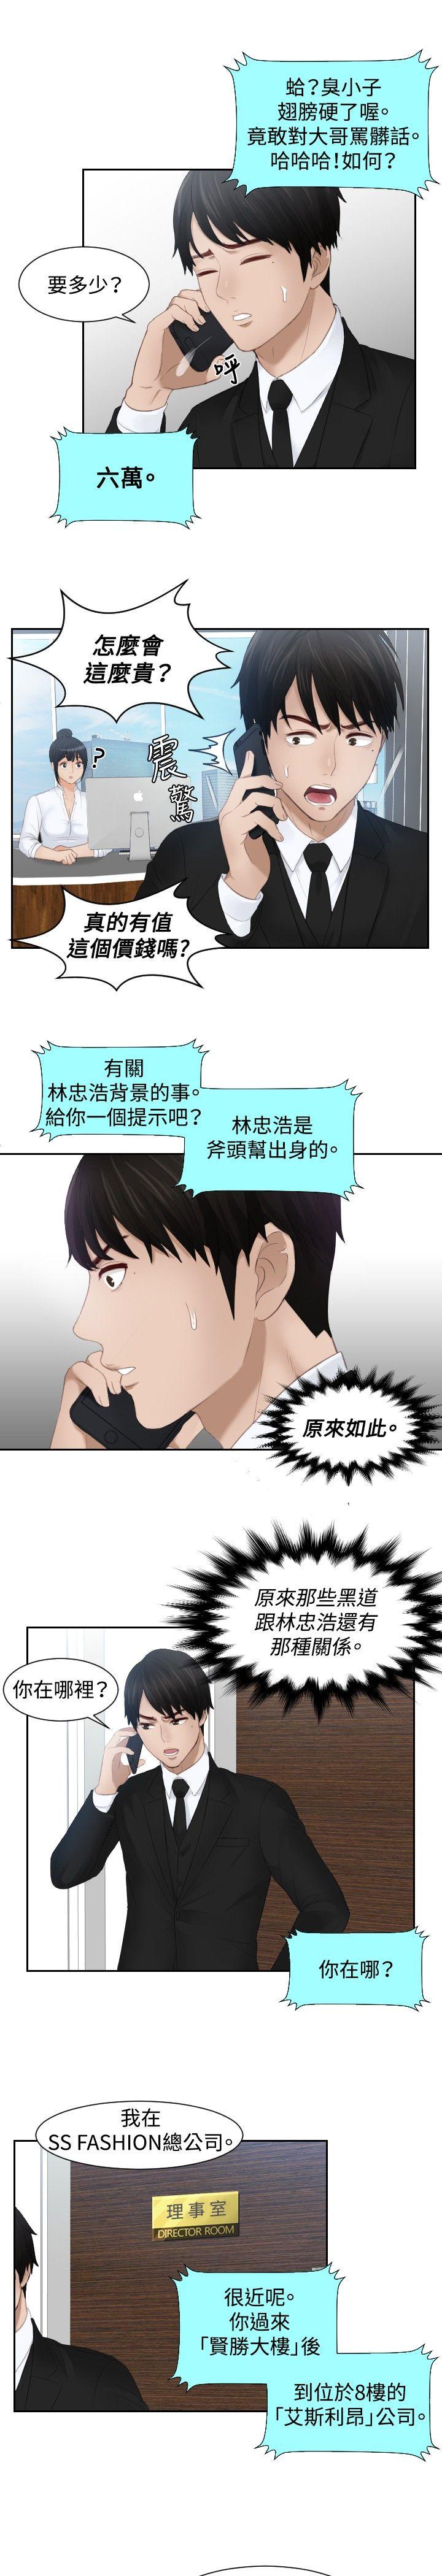 蛤？臭小子
翅膀硬了喔。
竟敢對大哥罵髒話。
哈哈哈！如何？
要多少？
呼
六萬。
怎麼會
這麼貴？
?
震驚
真的有值
這個價錢嗎?
有關
林忠浩背景的事。
給你一個提示吧？
林忠浩是
斧頭幫出身的。
原來如此。
原來那些黑道
跟林忠浩還有
那種關係。
你在哪裡？
你在哪？
我在
SS FASHION總公司。
理事室
DIRECTOR ROOM
很近呢。
你過來
「賢勝大樓」後
到位於8樓的
「艾斯利昂」公司。